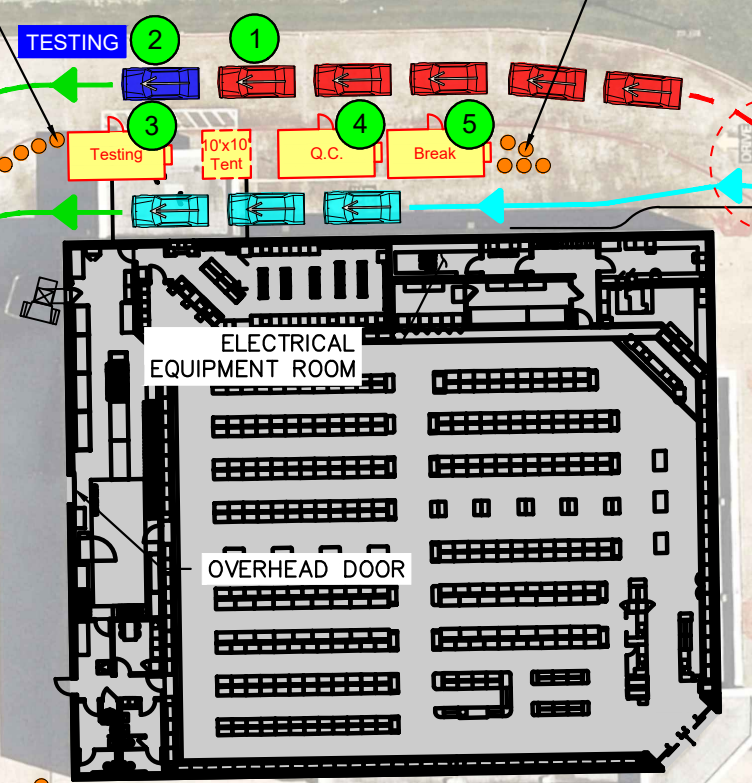 TESTING
2
1
3
4
5
Testing
10'x10'
Tent
Q.C.
Break
ELECTRICAL
EQUIPMENT ROOM
OVERHEAD DOOR